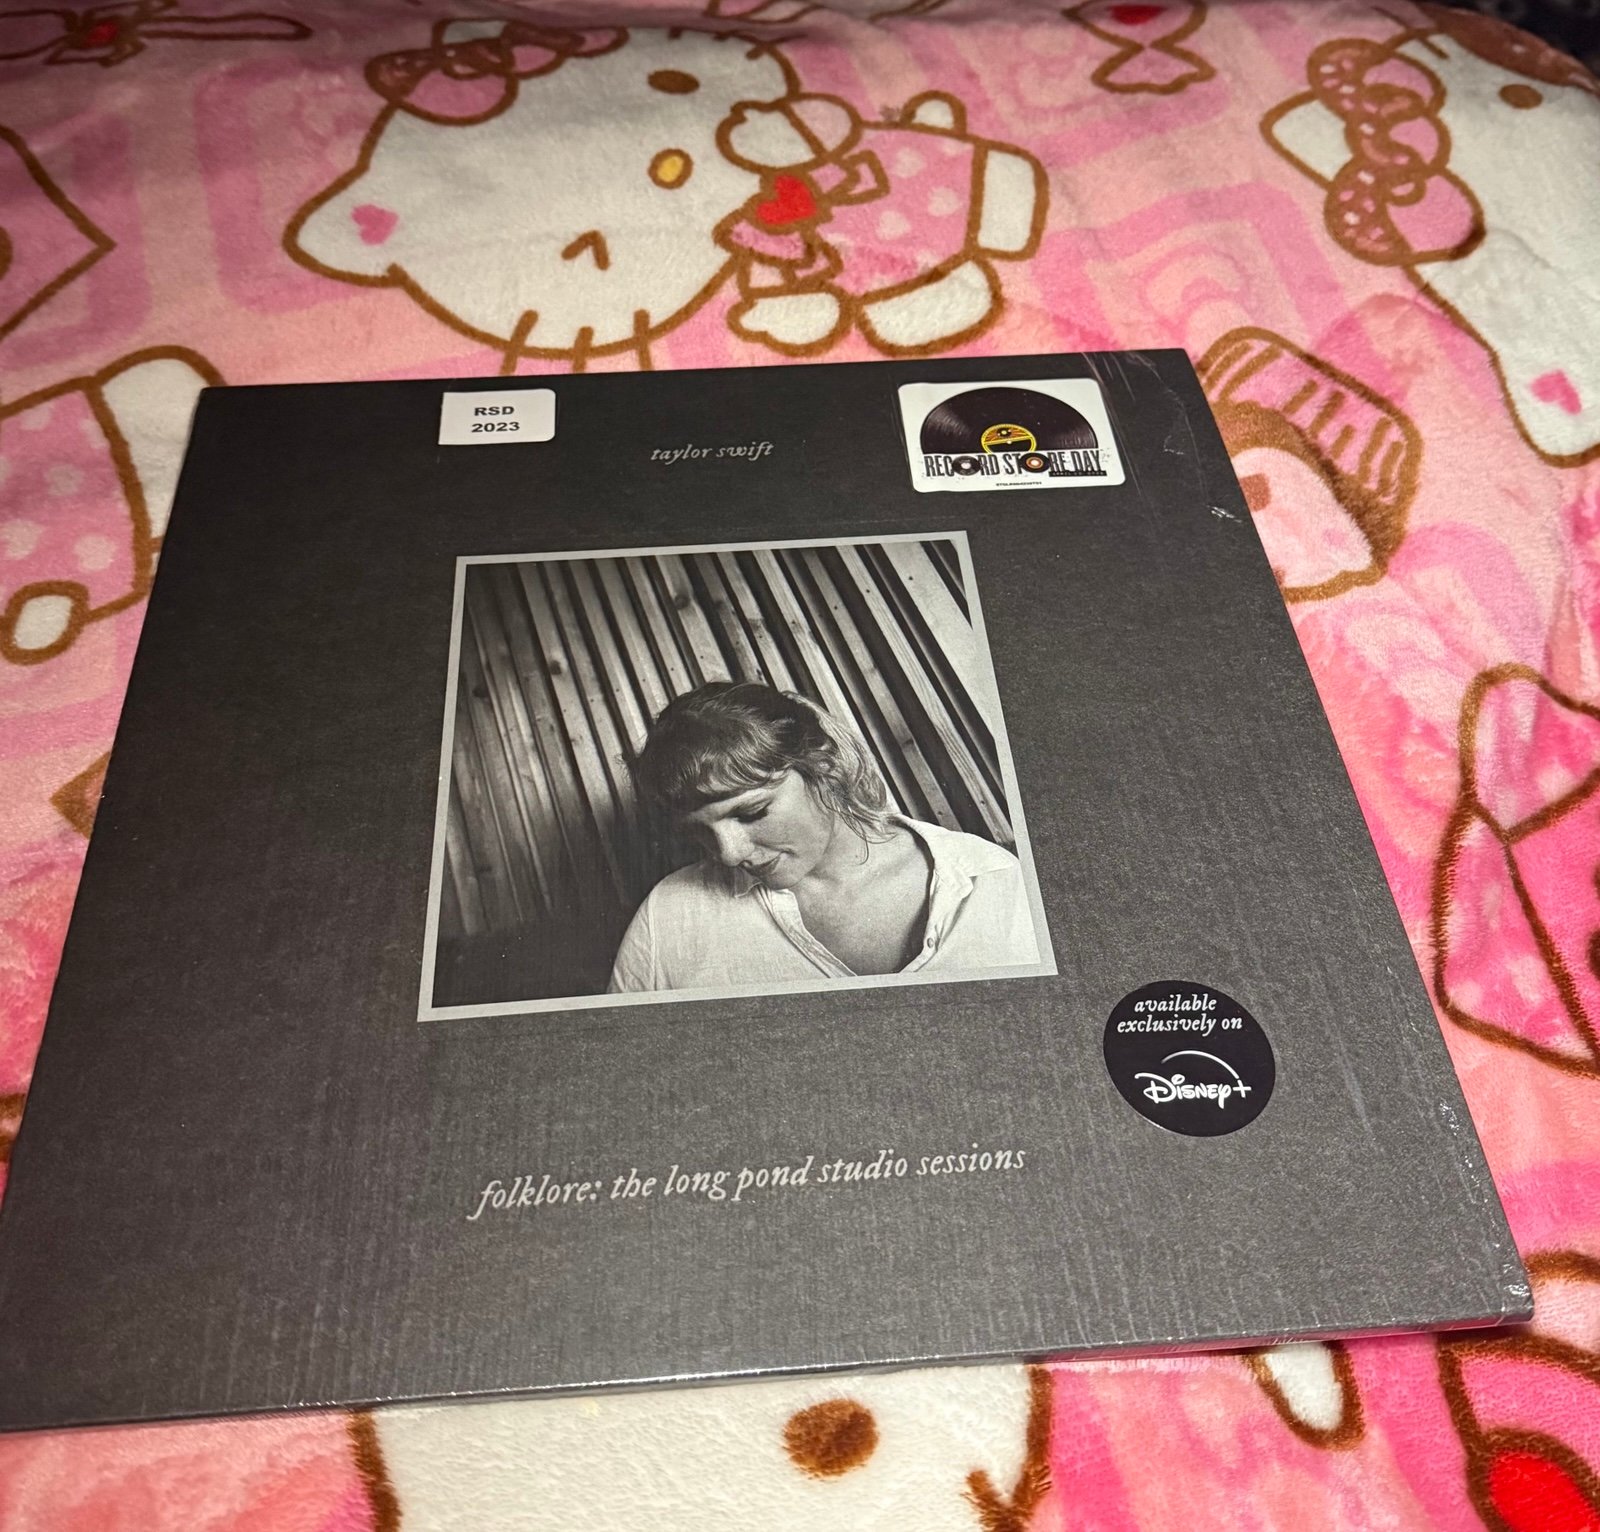 RSD
2023
taylor swift
RECORD STORE DAY
available
exclusively on
Disney+
folklore: the long pond studio sessions